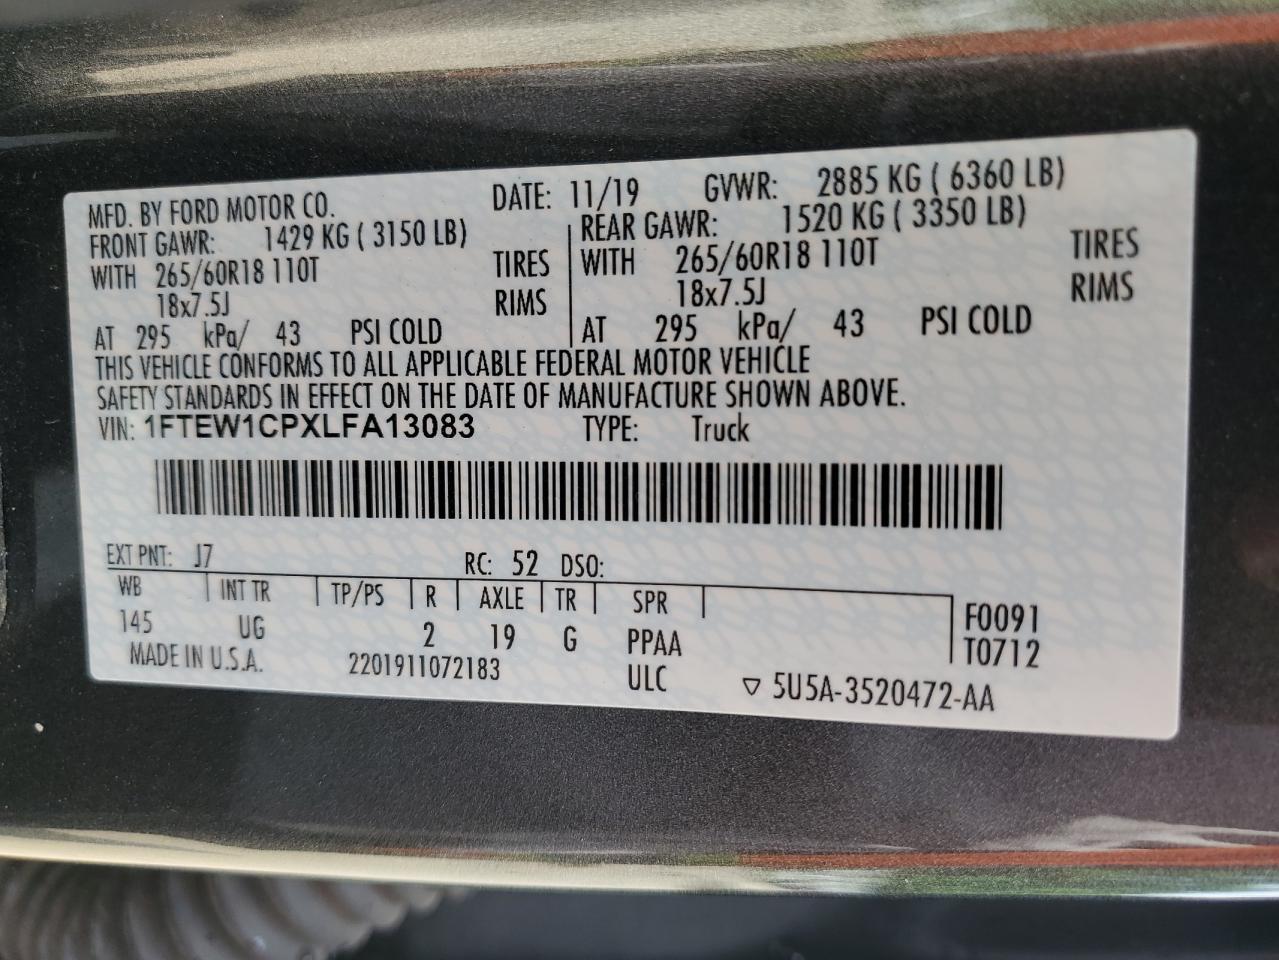 MFD. BY FORD MOTOR CO. DATE: 11/19 GVWR: 2885 KG ( 6360 LB)
FRONT GAWR: 1429 KG ( 3150 LB) REAR GAWR: 1520 KG ( 3350 LB)
WITH 265/60R18 110T TIRES WITH 265/60R18 110T TIRES
18x7.5J RIMS 18x7.5J RIMS
AT 295 kPa/ 43 PSI COLD AT 295 kPa/ 43 PSI COLD
THIS VEHICLE CONFORMS TO ALL APPLICABLE FEDERAL MOTOR VEHICLE
SAFETY STANDARDS IN EFFECT ON THE DATE OF MANUFACTURE SHOWN ABOVE.
VIN: 1FTEW1CPXLFA13083 TYPE: Truck
EXT PNT: J7 RC: 52 DSO:
WB INT TR TP/PS R AXLE TR SPR F0091
145 UG 2 19 G PPAA T0712
MADE IN U.S.A. 2201911072183 ULC ▽ 5U5A-3520472-AA